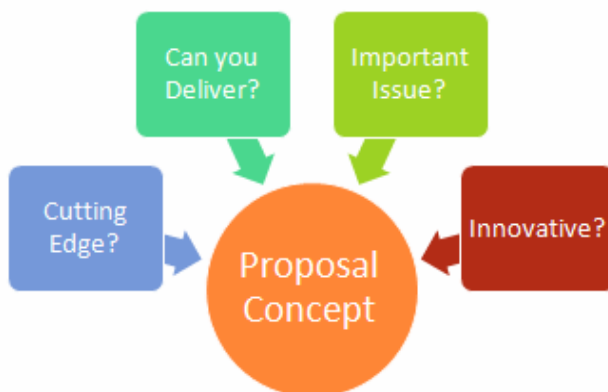 Can you
Deliver?
Important
Issue?
Cutting
Edge?
Innovative?
Proposal
Concept